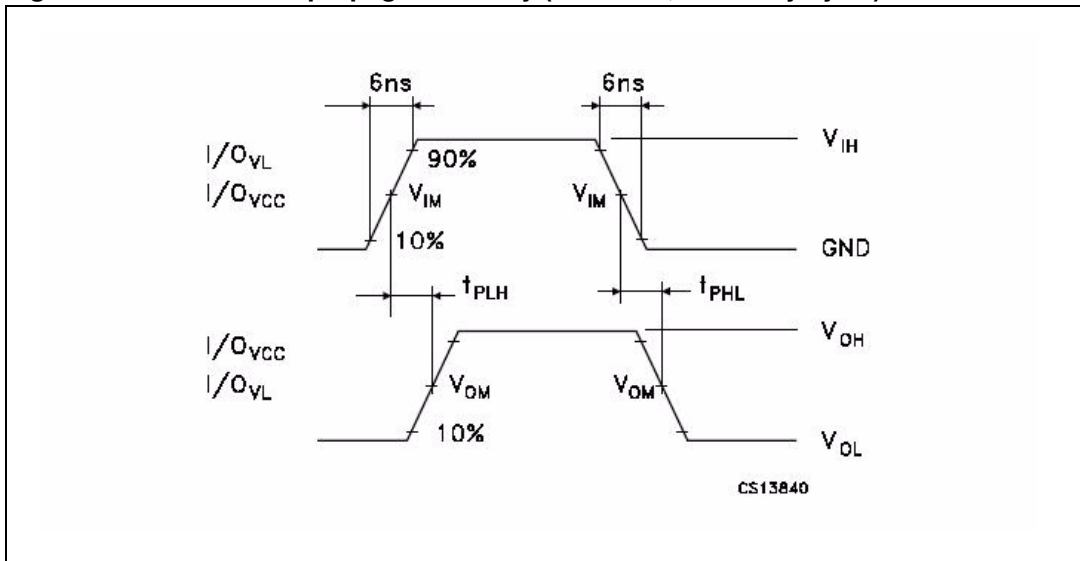 6ns 6ns
I/O_VL 90% V_IH
I/O_VCC V_IM V_IM
10% GND
t_PLH t_PHL
I/O_VCC V_OH
I/O_VL V_OM V_OM
10% V_OL
CS13840